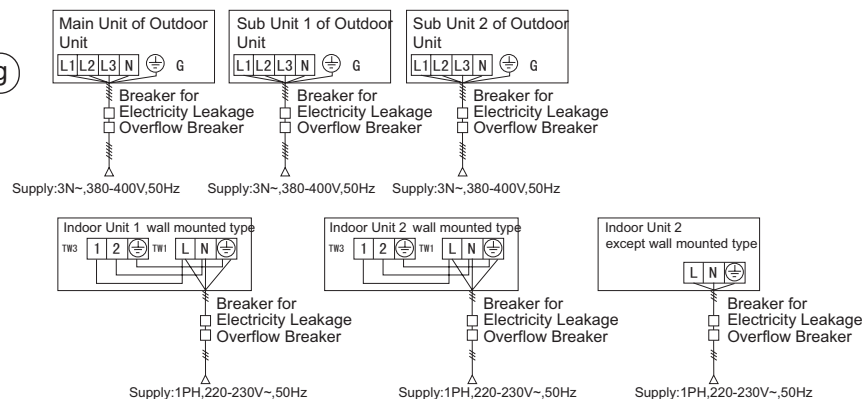 g
Main Unit of Outdoor
Unit
L1 L2 L3 N G
Breaker for
Electricity Leakage
Overflow Breaker
Supply:3N~,380-400V,50Hz
Sub Unit 1 of Outdoor
Unit
L1 L2 L3 N G
Breaker for
Electricity Leakage
Overflow Breaker
Supply:3N~,380-400V,50Hz
Sub Unit 2 of Outdoor
Unit
L1 L2 L3 N G
Breaker for
Electricity Leakage
Overflow Breaker
Supply:3N~,380-400V,50Hz
Indoor Unit 1 wall mounted type
TW3 1 2 TW1 L N
Breaker for
Electricity Leakage
Overflow Breaker
Supply:1PH,220-230V~,50Hz
Indoor Unit 2 wall mounted type
TW3 1 2 TW1 L N
Breaker for
Electricity Leakage
Overflow Breaker
Supply:1PH,220-230V~,50Hz
Indoor Unit 2
except wall mounted type
L N
Breaker for
Electricity Leakage
Overflow Breaker
Supply:1PH,220-230V~,50Hz